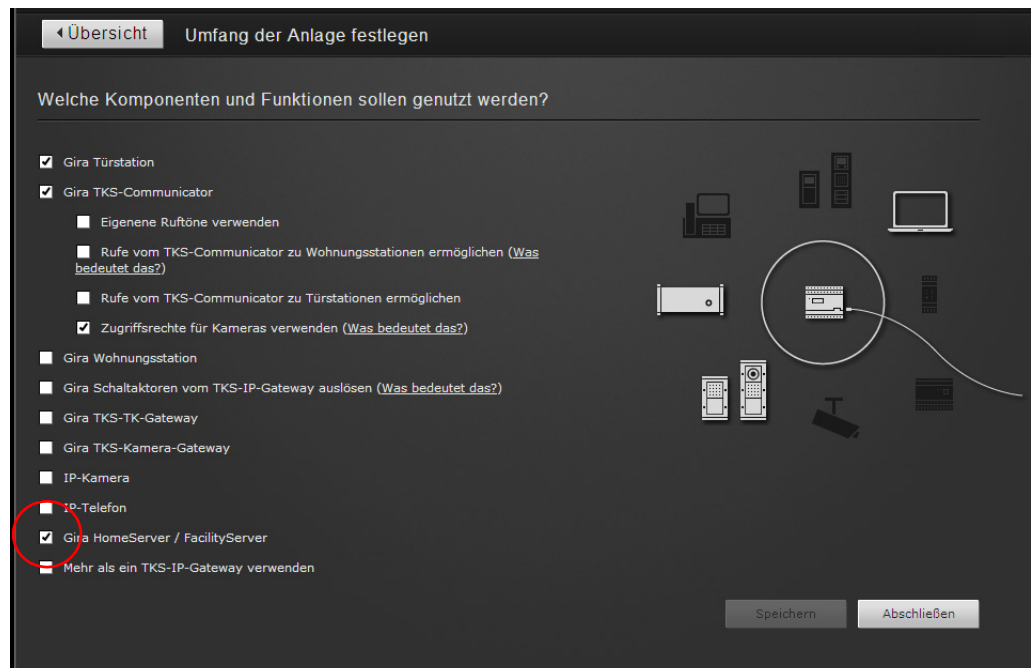 Übersicht
Umfang der Anlage festlegen
Welche Komponenten und Funktionen sollen genutzt werden?
Gira Türstation
Gira TKS-Communicator
Eigenene Ruftöne verwenden
Rufe vom TKS-Communicator zu Wohnungsstationen ermöglichen (Was
bedeutet das?)
Rufe vom TKS-Communicator zu Türstationen ermöglichen
Zugriffsrechte für Kameras verwenden (Was bedeutet das?)
Gira Wohnungsstation
Gira Schaltaktoren vom TKS-IP-Gateway auslösen (Was bedeutet das?)
Gira TKS-TK-Gateway
Gira TKS-Kamera-Gateway
IP-Kamera
IP-Telefon
Gira HomeServer / FacilityServer
Mehr als ein TKS-IP-Gateway verwenden
Speichern
Abschließen